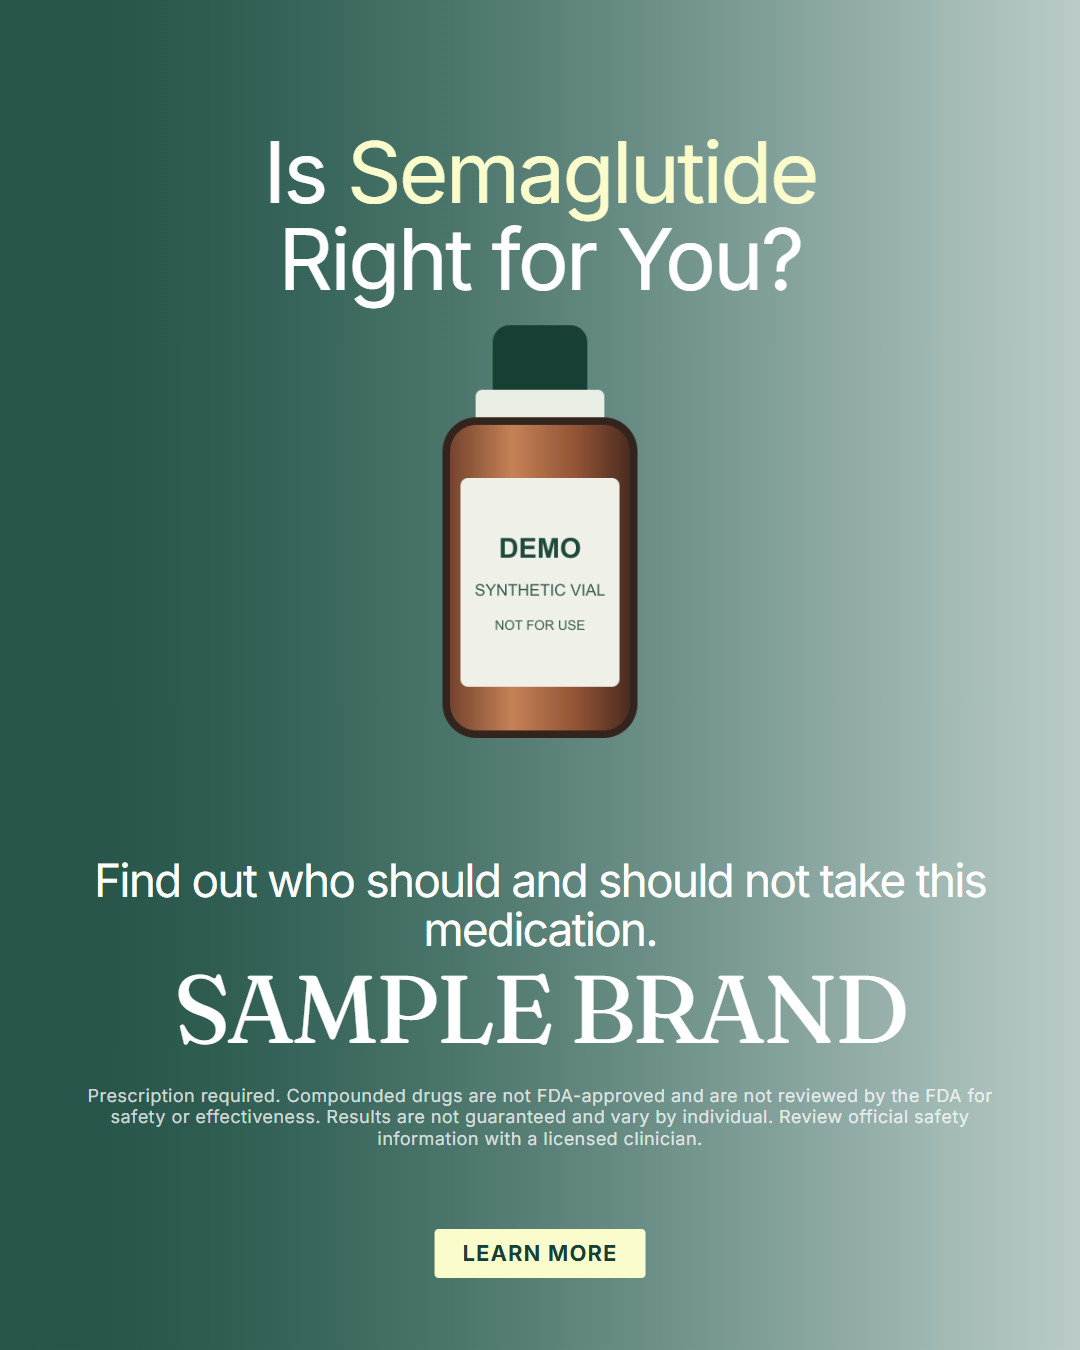 Is Semaglutide
Right for You?
DEMO
SYNTHETIC VIAL
NOT FOR USE
Find out who should and should not take this
medication.
SAMPLE BRAND
Prescription required. Compounded drugs are not FDA-approved and are not reviewed by the FDA for
safety or effectiveness. Results are not guaranteed and vary by individual. Review official safety
information with a licensed clinician.
LEARN MORE